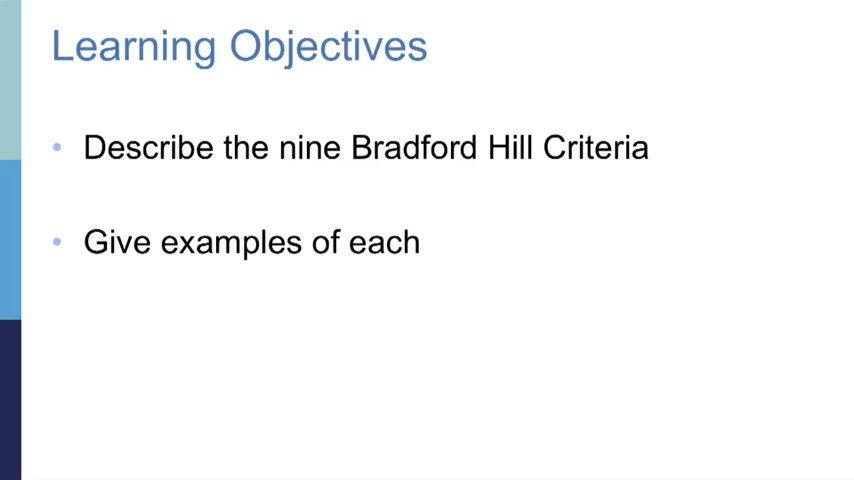 Learning Objectives
• Describe the nine Bradford Hill Criteria
• Give examples of each